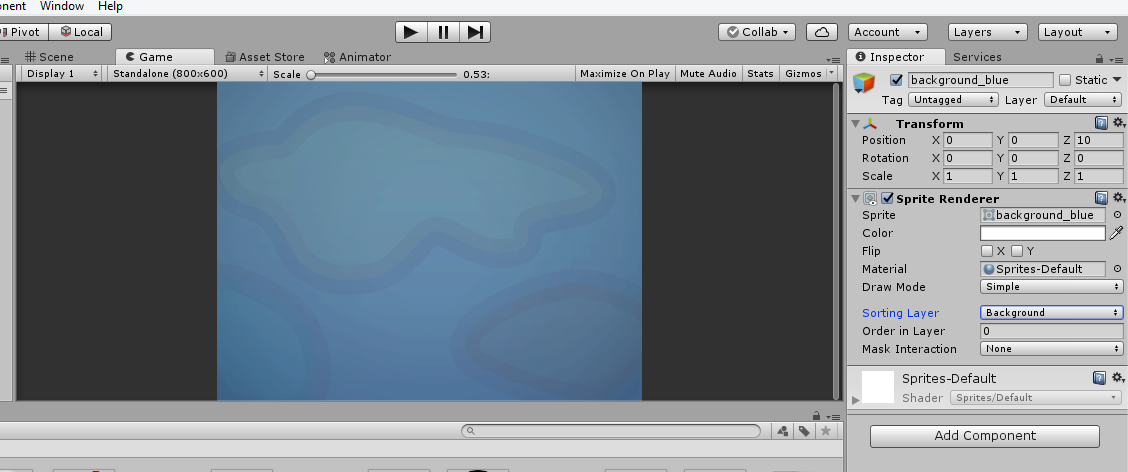 onent Window Help
Pivot Local Collab Account Layers Layout
Scene Game Asset Store Animator
Display 1 Standalone (800x600) Scale 0.53: Maximize On Play Mute Audio Stats Gizmos
Inspector Services
background_blue Static
Tag Untagged Layer Default
Transform
Position X 0 Y 0 Z 10
Rotation X 0 Y 0 Z 0
Scale X 1 Y 1 Z 1
Sprite Renderer
Sprite background_blue
Color
Flip X Y
Material Sprites-Default
Draw Mode Simple
Sorting Layer Background
Order in Layer 0
Mask Interaction None
Sprites-Default
Shader Sprites/Default
Add Component